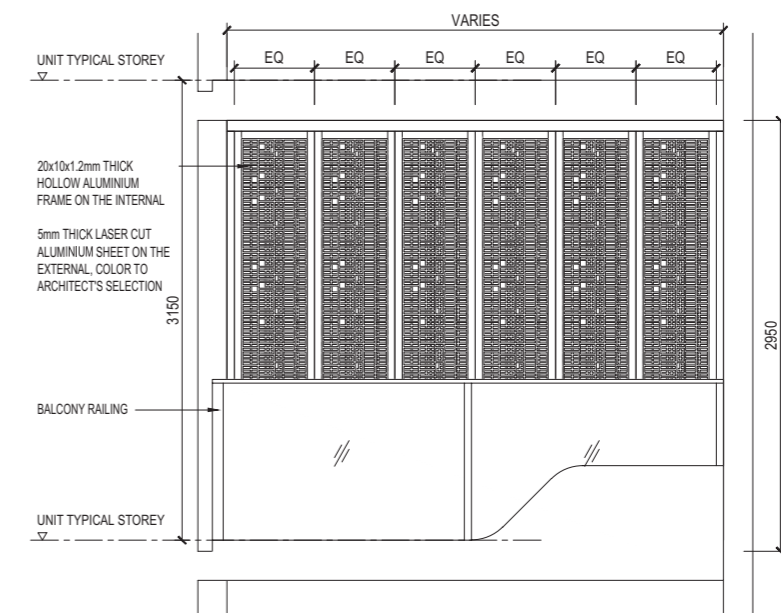 VARIES
UNIT TYPICAL STOREY
EQ EQ EQ EQ EQ EQ
20x10x1.2mm THICK
HOLLOW ALUMINIUM
FRAME ON THE INTERNAL
5mm THICK LASER CUT
ALUMINIUM SHEET ON THE
EXTERNAL, COLOR TO
ARCHITECT'S SELECTION
3150
2950
BALCONY RAILING
UNIT TYPICAL STOREY